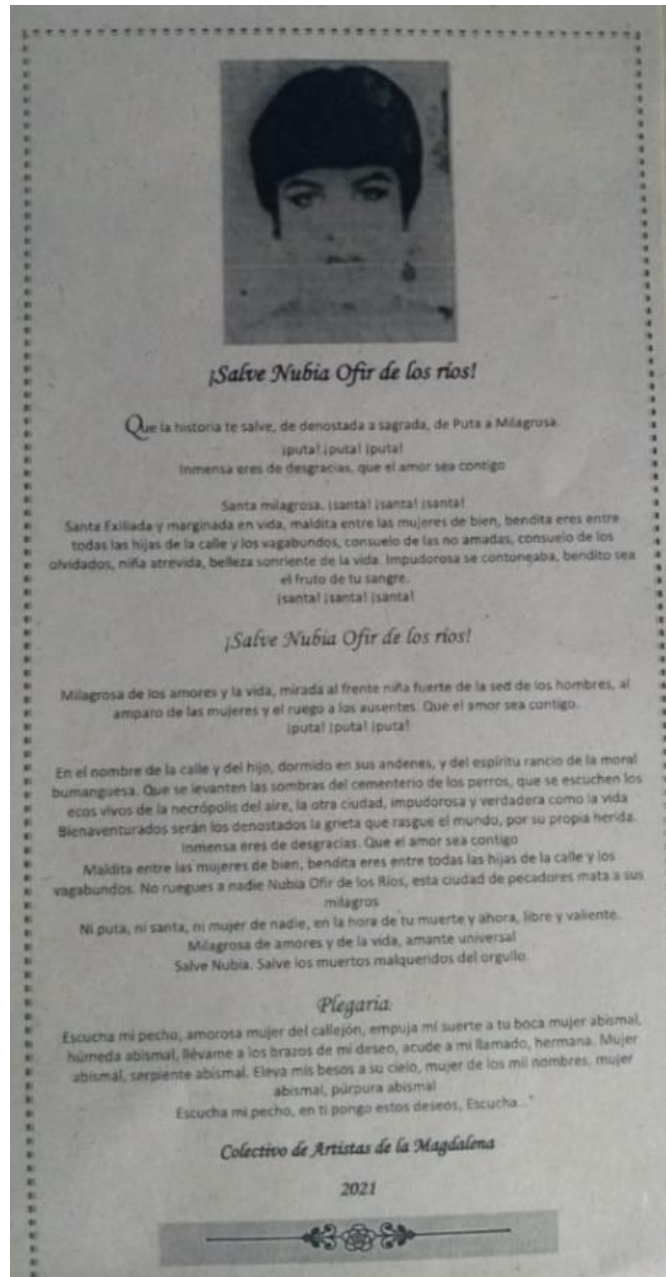 ¡Salve Nubia Ofir de los ríos!
Que la historia te salve, de denostada a sagrada, de Puta a Milagrosa.
¡puta! ¡puta! ¡puta!
Inmensa eres de desgracias, que el amor sea contigo
Santa milagrosa. ¡santa! ¡santa! ¡santa!
Santa Exiliada y marginada en vida, maldita entre las mujeres de bien, bendita eres entre
todas las hijas de la calle y los vagabundos, consuelo de las no amadas, consuelo de los
olvidados, niña atrevida, belleza sonriente de la vida. Impudorosa se contoneaba, bendito sea
el fruto de tu sangre.
¡santa! ¡santa! ¡santa!
¡Salve Nubia Ofir de los ríos!
Milagrosa de los amores y la vida, mirada al frente niña fuerte de la sed de los hombres, al
amparo de las mujeres y el ruego a los ausentes. Que el amor sea contigo.
¡puta! ¡puta! ¡puta!
En el nombre de la calle y del hijo, dormido en sus andenes, y del espíritu rancio de la moral
bumanguesa. Que se levanten las sombras del cementerio de los perros, que se escuchen los
ecos vivos de la necrópolis del aire, la otra ciudad, impudorosa y verdadera como la vida
Bienaventurados serán los denostados la grieta que rasgue el mundo, por su propia herida.
Inmensa eres de desgracias. Que el amor sea contigo
Maldita entre las mujeres de bien, bendita eres entre todas las hijas de la calle y los
vagabundos. No ruegues a nadie Nubia Ofir de los Ríos, esta ciudad de pecadores mata a sus
milagros
Ni puta, ni santa, ni mujer de nadie, en la hora de tu muerte y ahora, libre y valiente.
Milagrosa de amores y de la vida, amante universal
Salve Nubia. Salve los muertos malqueridos del orgullo.
Plegaria
Escucha mi pecho, amorosa mujer del callejón, empuja mi suerte a tu boca mujer abismal,
húmeda abismal, llévame a los brazos de mi deseo, acude a mi llamado, hermana. Mujer
abismal, serpiente abismal. Eleva mis besos a su cielo, mujer de los mil nombres, mujer
abismal, púrpura abismal
Escucha mi pecho, en ti pongo estos deseos, Escucha..."
Colectivo de Artistas de la Magdalena
2021